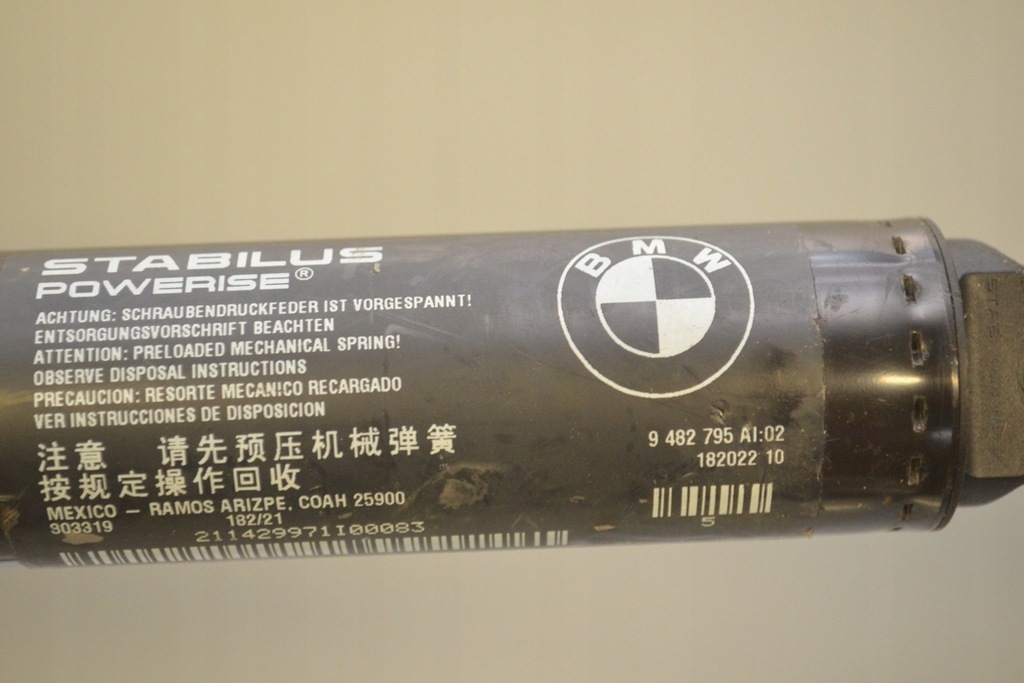 STABILUS
POWERISE®
ACHTUNG: SCHRAUBENDRUCKFEDER IST VORGESPANNT!
ENTSORGUNGSVORSCHRIFT BEACHTEN
ATTENTION: PRELOADED MECHANICAL SPRING!
OBSERVE DISPOSAL INSTRUCTIONS
PRECAUCION: RESORTE MECANICO RECARGADO
VER INSTRUCCIONES DE DISPOSICION
注意 请先预压机械弹簧
按规定操作回收
MEXICO – RAMOS ARIZPE, COAH 25900
303319 182/21
211429971I00083
BMW
9 482 795 AI:02
182022 10
5